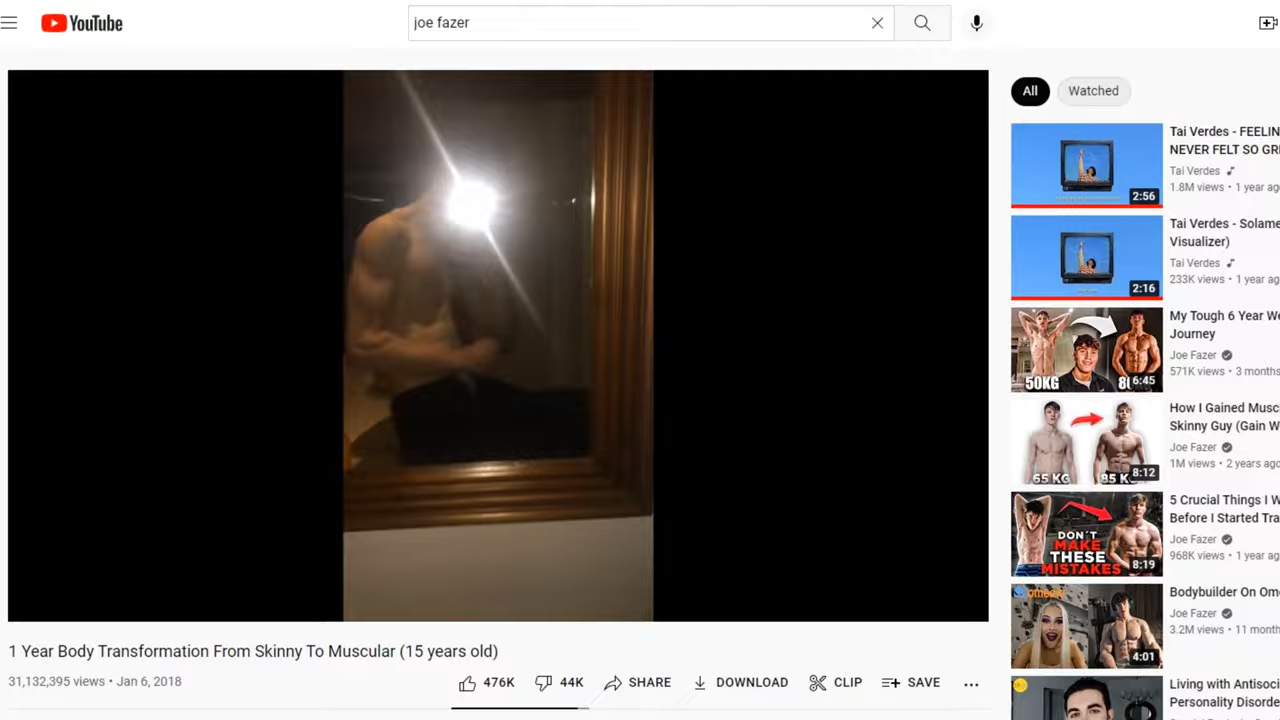 YouTube
joe fazer
All
Watched
2:56
Tai Verdes - FEELIN
NEVER FELT SO GR
Tai Verdes
1.8M views • 1 year ag
2:16
Tai Verdes - Solame
Visualizer)
Tai Verdes
233K views • 1 year ag
50KG
80
6:45
My Tough 6 Year We
Journey
Joe Fazer
571K views • 3 months
65 KG
85 K
8:12
How I Gained Musc
Skinny Guy (Gain W
Joe Fazer
1M views • 2 years ago
DON'T
MAKE
THESE
MISTAKES
8:19
5 Crucial Things I W
Before I Started Tra
Joe Fazer
968K views • 1 year ag
omegle
4:01
Bodybuilder On Ome
Joe Fazer
3.2M views • 11 month
Living with Antisoci
Personality Disorde
1 Year Body Transformation From Skinny To Muscular (15 years old)
31,132,395 views • Jan 6, 2018
476K
44K
SHARE
DOWNLOAD
CLIP
SAVE